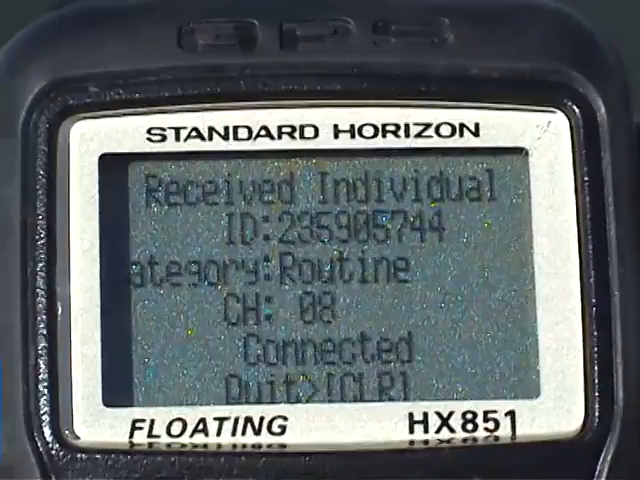 GPS
STANDARD HORIZON
Received Individual
ID:235905744
ategory:Routine
CH: 08
Connected
Quit>[CLR]
FLOATING HX851